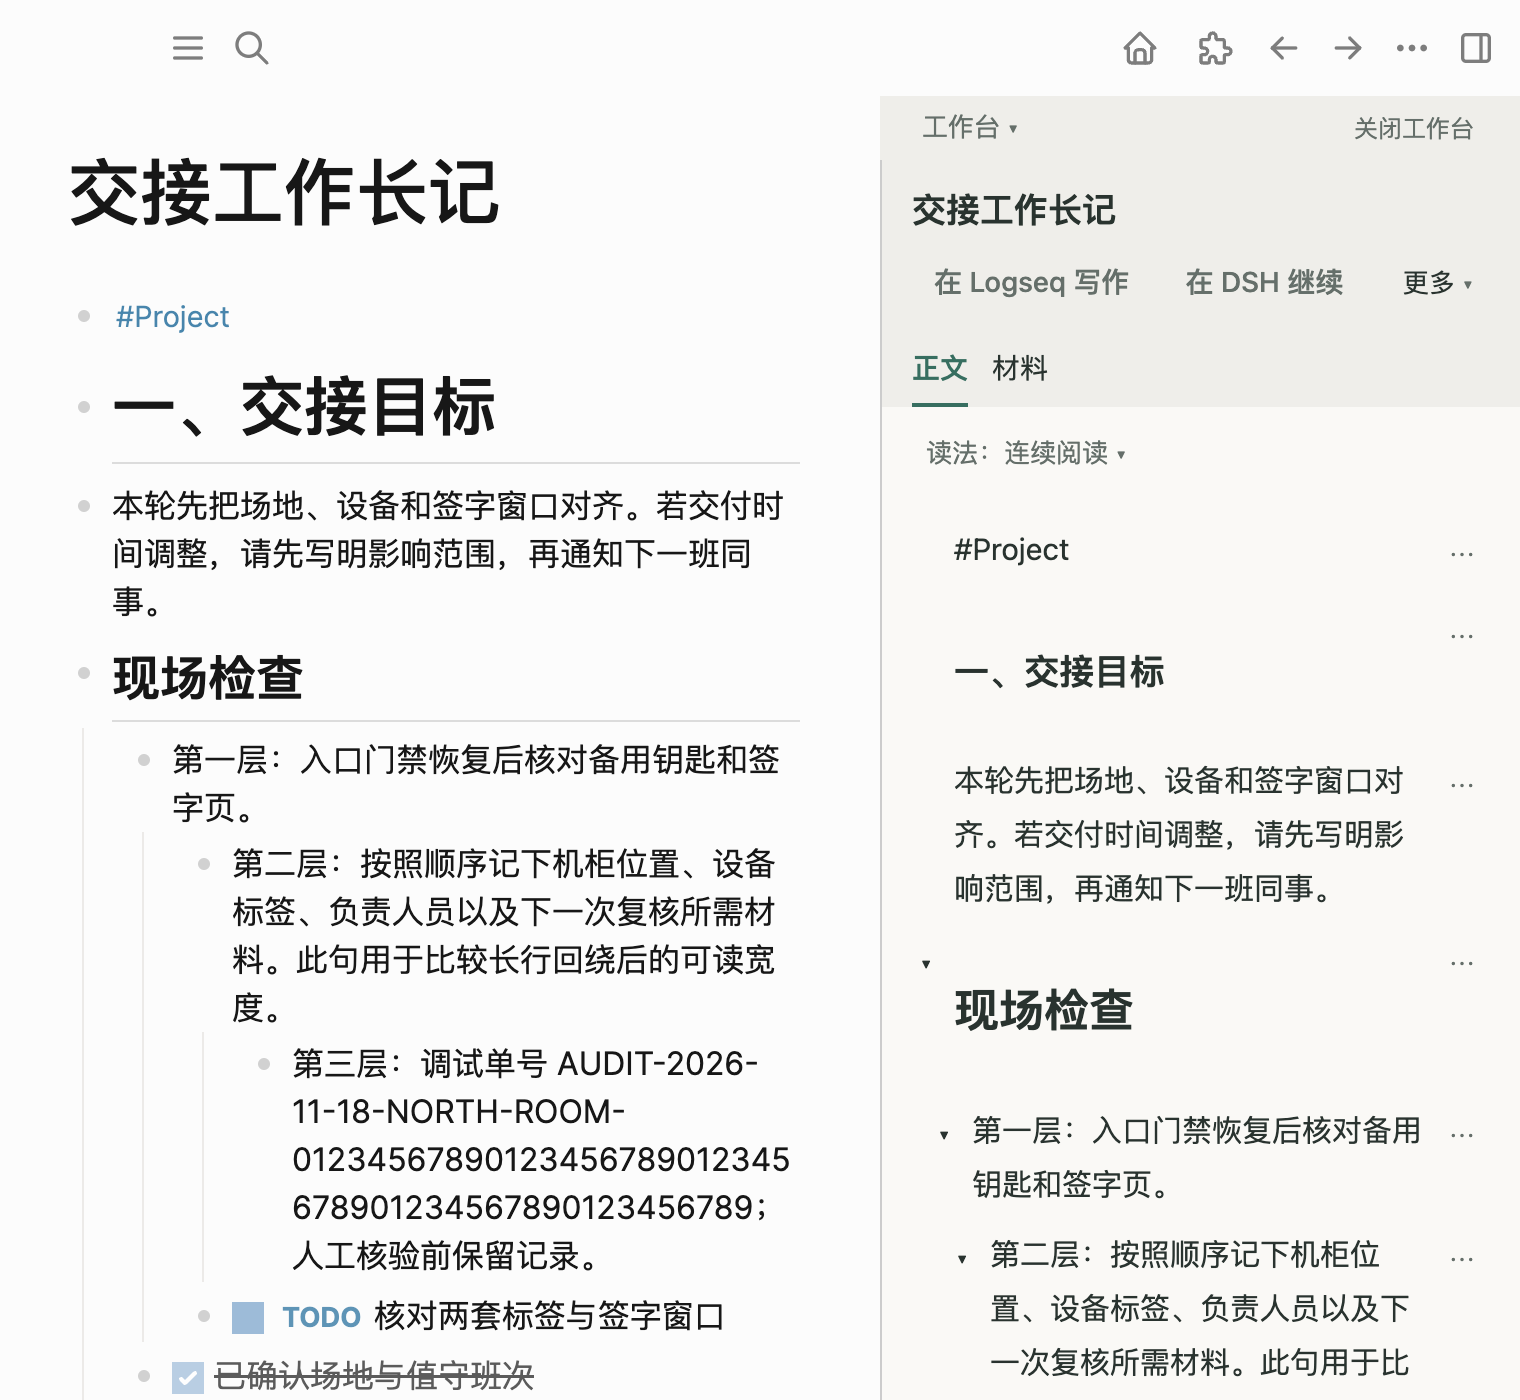 交接工作长记
#Project
一、交接目标
本轮先把场地、设备和签字窗口对齐。若交付时
间调整，请先写明影响范围，再通知下一班同
事。
现场检查
第一层：入口门禁恢复后核对备用钥匙和签
字页。
第二层：按照顺序记下机柜位置、设备
标签、负责人员以及下一次复核所需材
料。此句用于比较长行回绕后的可读宽
度。
第三层：调试单号 AUDIT-2026-
11-18-NORTH-ROOM-
01234567890123456789012345
678901234567890123456789；
人工核验前保留记录。
TODO 核对两套标签与签字窗口
已确认场地与值守班次
工作台 ▾
关闭工作台
交接工作长记
在 Logseq 写作 在 DSH 继续 更多 ▾
正文 材料
读法：连续阅读 ▾
#Project
一、交接目标
本轮先把场地、设备和签字窗口对
齐。若交付时间调整，请先写明影
响范围，再通知下一班同事。
现场检查
第一层：入口门禁恢复后核对备用
钥匙和签字页。
第二层：按照顺序记下机柜位
置、设备标签、负责人员以及下
一次复核所需材料。此句用于比